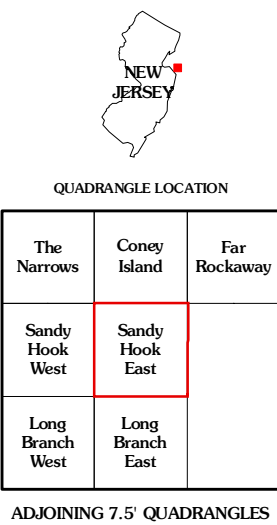 NEW
JERSEY
QUADRANGLE LOCATION
The
Narrows
Coney
Island
Far
Rockaway
Sandy
Hook
West
Sandy
Hook
East
Long
Branch
West
Long
Branch
East
ADJOINING 7.5' QUADRANGLES